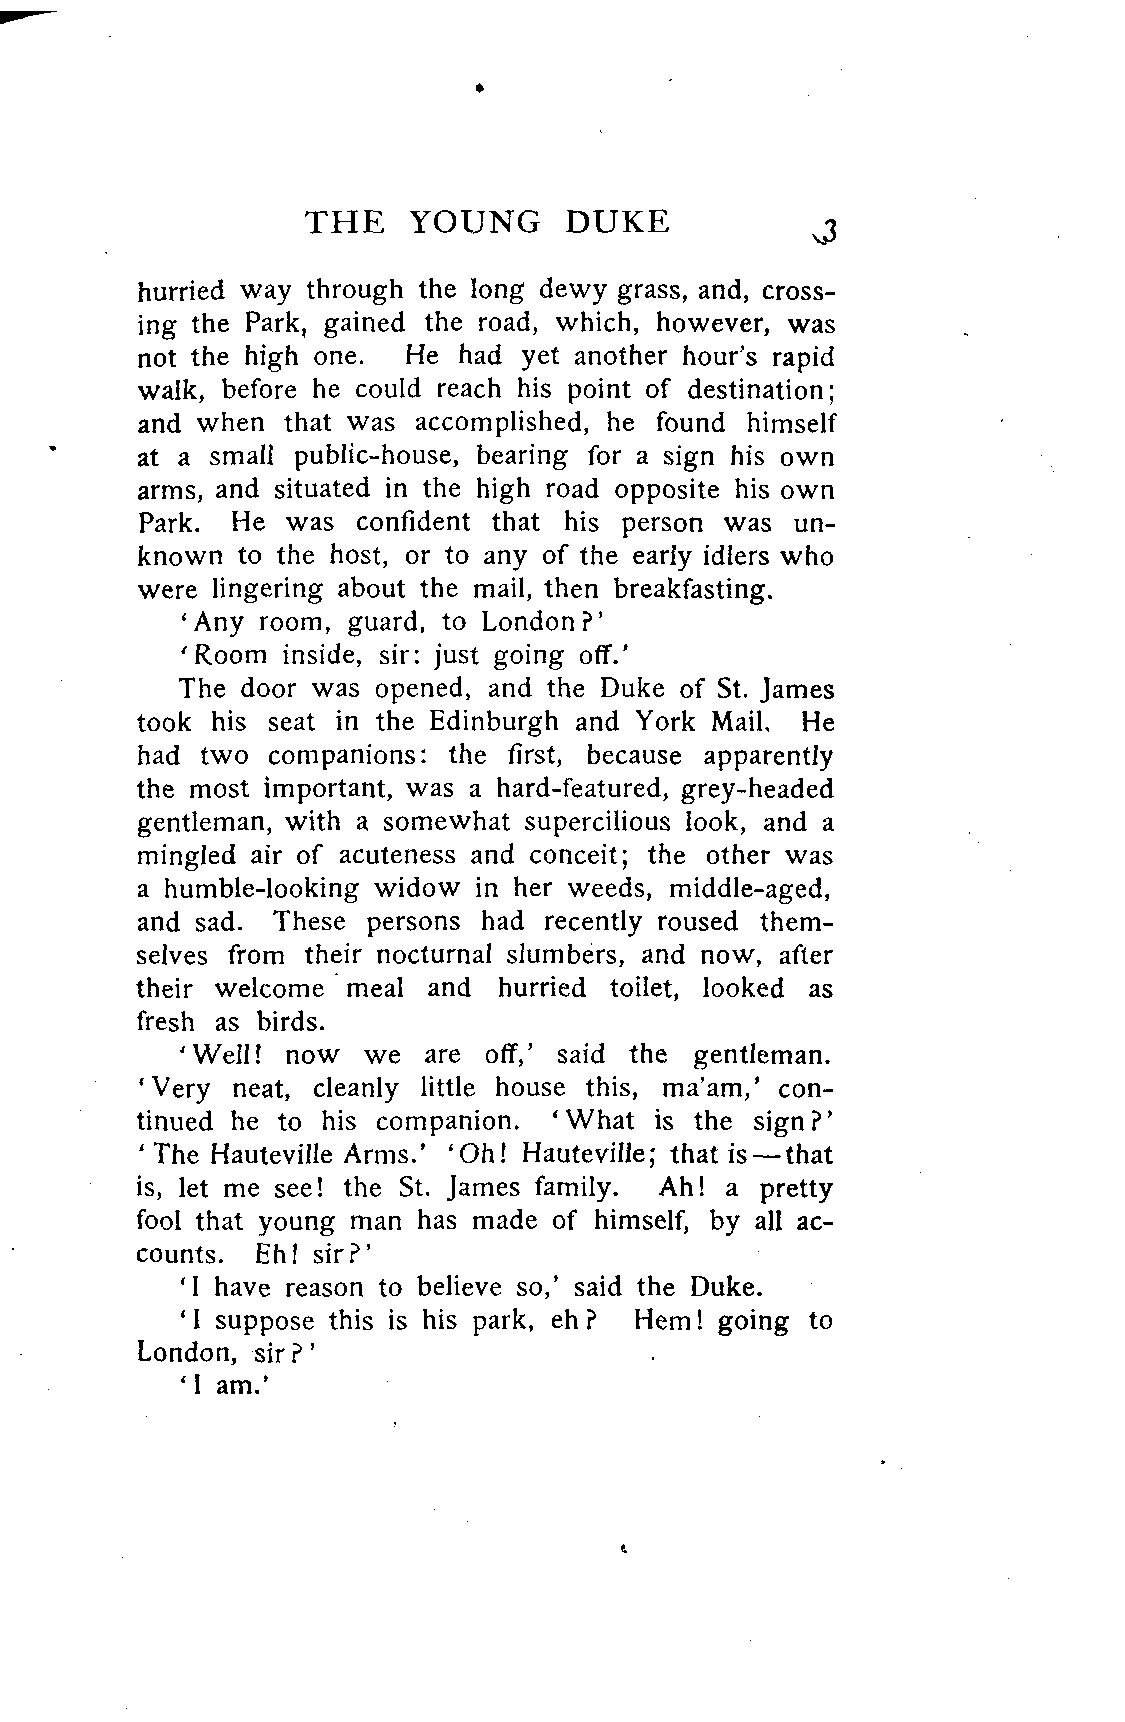 THE YOUNG DUKE 3
hurried way through the long dewy grass, and, cross-
ing the Park, gained the road, which, however, was
not the high one. He had yet another hour's rapid
walk, before he could reach his point of destination;
and when that was accomplished, he found himself
at a small public-house, bearing for a sign his own
arms, and situated in the high road opposite his own
Park. He was confident that his person was un-
known to the host, or to any of the early idlers who
were lingering about the mail, then breakfasting.
‘Any room, guard, to London?’
‘Room inside, sir: just going off.’
The door was opened, and the Duke of St. James
took his seat in the Edinburgh and York Mail. He
had two companions: the first, because apparently
the most important, was a hard-featured, grey-headed
gentleman, with a somewhat supercilious look, and a
mingled air of acuteness and conceit; the other was
a humble-looking widow in her weeds, middle-aged,
and sad. These persons had recently roused them-
selves from their nocturnal slumbers, and now, after
their welcome meal and hurried toilet, looked as
fresh as birds.
‘Well! now we are off,’ said the gentleman.
‘Very neat, cleanly little house this, ma'am,’ con-
tinued he to his companion. ‘What is the sign?’
‘The Hauteville Arms.’ ‘Oh! Hauteville; that is—that
is, let me see! the St. James family. Ah! a pretty
fool that young man has made of himself, by all ac-
counts. Eh! sir?’
‘I have reason to believe so,’ said the Duke.
‘I suppose this is his park, eh? Hem! going to
London, sir?’
‘I am.’